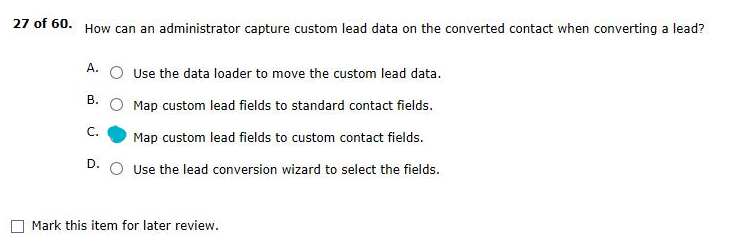 27 of 60. How can an administrator capture custom lead data on the converted contact when converting a lead?
A. Use the data loader to move the custom lead data.
B. Map custom lead fields to standard contact fields.
C. Map custom lead fields to custom contact fields.
D. Use the lead conversion wizard to select the fields.
Mark this item for later review.